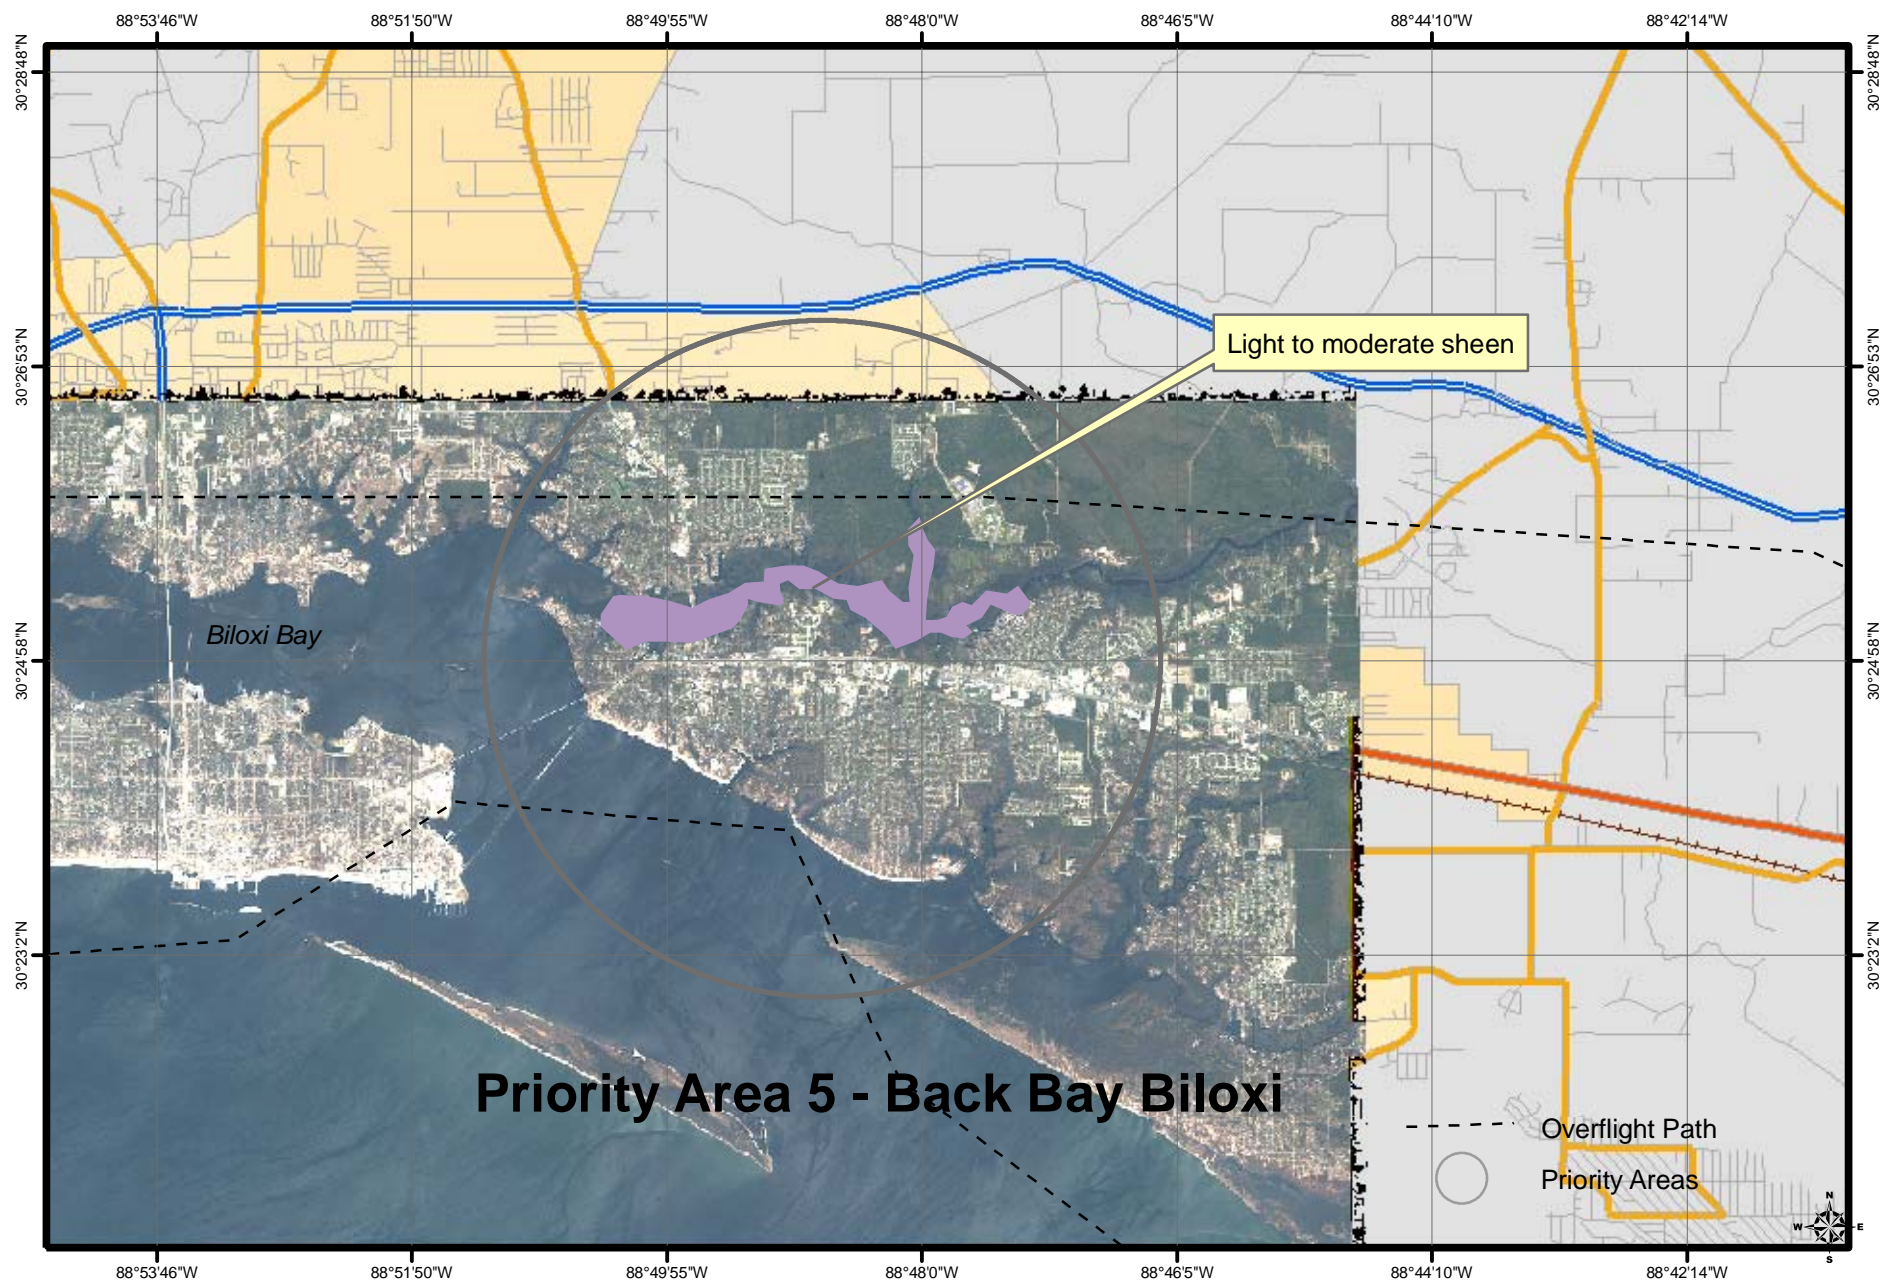 88°53'46"W 88°51'50"W 88°49'55"W 88°48'0"W 88°46'5"W 88°44'10"W 88°42'14"W
30°28'48"N 30°28'48"N
Light to moderate sheen
30°26'53"N 30°26'53"N
Biloxi Bay
30°24'58"N 30°24'58"N
30°23'2"N 30°23'2"N
Priority Area 5 - Back Bay Biloxi
Overflight Path
Priority Areas
N
W E
S
88°53'46"W 88°51'50"W 88°49'55"W 88°48'0"W 88°46'5"W 88°44'10"W 88°42'14"W